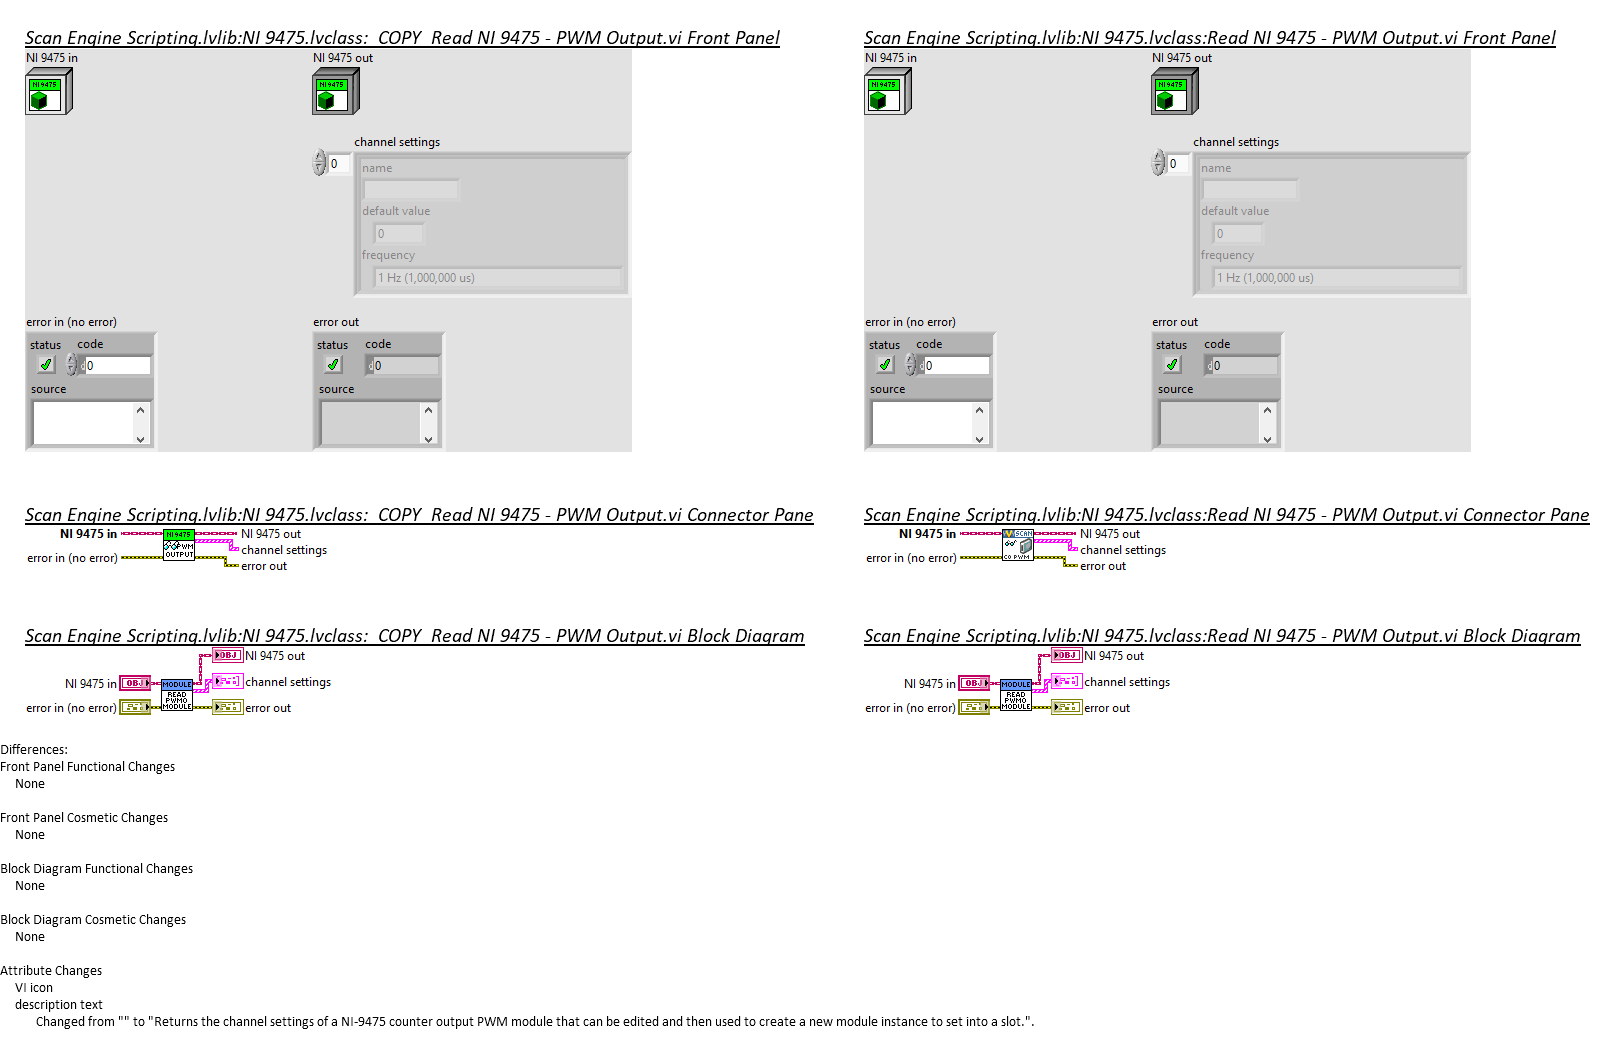 Scan Engine Scripting.lvlib:NI 9475.lvclass:  COPY  Read NI 9475 - PWM Output.vi Front Panel
NI 9475 in
NI 9475 out
NI 9475
NI 9475
channel settings
0
name
default value
0
frequency
1 Hz (1,000,000 us)
error in (no error)
error out
status code
status code
d0
d0
source
source
Scan Engine Scripting.lvlib:NI 9475.lvclass:Read NI 9475 - PWM Output.vi Front Panel
NI 9475 in
NI 9475 out
NI 9475
NI 9475
channel settings
0
name
default value
0
frequency
1 Hz (1,000,000 us)
error in (no error)
error out
status code
status code
d0
d0
source
source
Scan Engine Scripting.lvlib:NI 9475.lvclass:  COPY  Read NI 9475 - PWM Output.vi Connector Pane
NI 9475 in
NI 9475
NI 9475 out
PWM
channel settings
OUTPUT
error in (no error)
error out
Scan Engine Scripting.lvlib:NI 9475.lvclass:Read NI 9475 - PWM Output.vi Connector Pane
NI 9475 in
SCAN
NI 9475 out
channel settings
CO PWM
error in (no error)
error out
Scan Engine Scripting.lvlib:NI 9475.lvclass:  COPY  Read NI 9475 - PWM Output.vi Block Diagram
OBJ
NI 9475 out
NI 9475 in
OBJ
MODULE
READ
PWMO
MODULE
channel settings
error in (no error)
error out
Scan Engine Scripting.lvlib:NI 9475.lvclass:Read NI 9475 - PWM Output.vi Block Diagram
OBJ
NI 9475 out
NI 9475 in
OBJ
MODULE
READ
PWMO
MODULE
channel settings
error in (no error)
error out
Differences:
Front Panel Functional Changes
None
Front Panel Cosmetic Changes
None
Block Diagram Functional Changes
None
Block Diagram Cosmetic Changes
None
Attribute Changes
VI icon
description text
Changed from "" to "Returns the channel settings of a NI-9475 counter output PWM module that can be edited and then used to create a new module instance to set into a slot.".